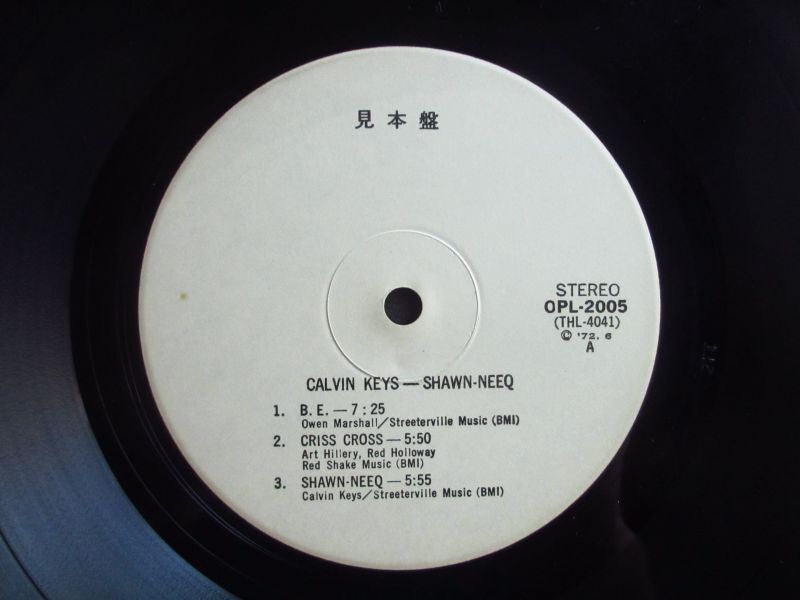 見本盤
STEREO
OPL-2005
(THL-4041)
© '72. 6
A
CALVIN KEYS — SHAWN-NEEQ
1. B. E. — 7 : 25
Owen Marshall/Streeterville Music (BMI)
2. CRISS CROSS — 5:50
Art Hillery, Red Holloway
Red Shake Music (BMI)
3. SHAWN-NEEQ — 5:55
Calvin Keys/Streeterville Music (BMI)